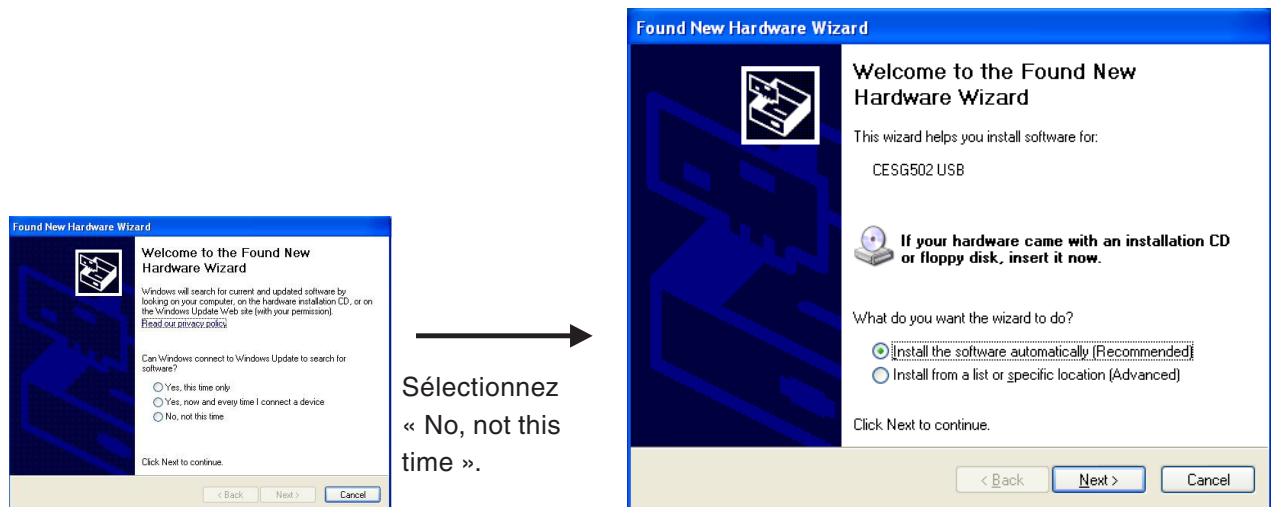 Found New Hardware Wizard
Welcome to the Found New
Hardware Wizard
Windows will search for current and updated software by
looking on your computer, on the hardware installation CD, or on
the Windows Update Web site (with your permission).
Read our privacy policy
Can Windows connect to Windows Update to search for
software?
Yes, this time only
Yes, now and every time I connect a device
No, not this time
Click Next to continue.
< Back
Next >
Cancel
Sélectionnez
« No, not this
time ».
Found New Hardware Wizard
Welcome to the Found New
Hardware Wizard
This wizard helps you install software for:
CESG502 USB
If your hardware came with an installation CD
or floppy disk, insert it now.
What do you want the wizard to do?
Install the software automatically (Recommended)
Install from a list or specific location (Advanced)
Click Next to continue.
< Back
Next >
Cancel